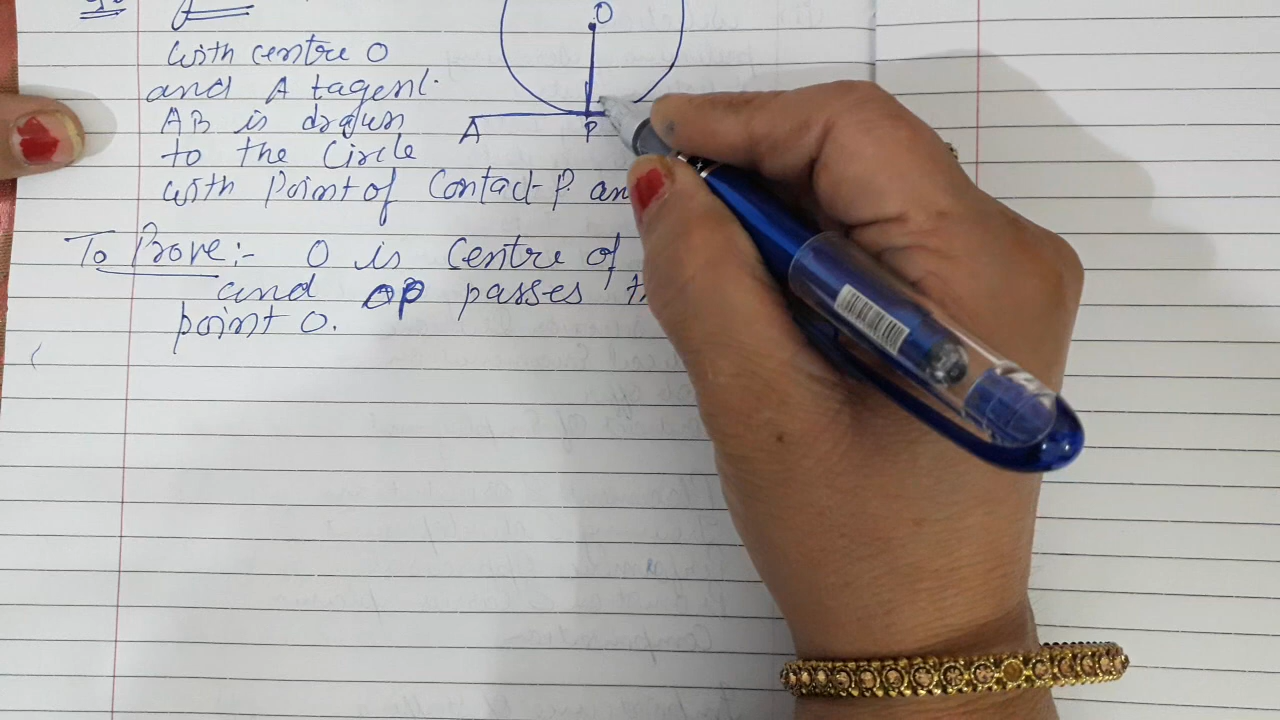 O
with centre O
and A tagent.
AB is drawn
to the Circle
A P
with Point of Contact P. an
To Prove:- O is Centre of
and OP passes th
point O.